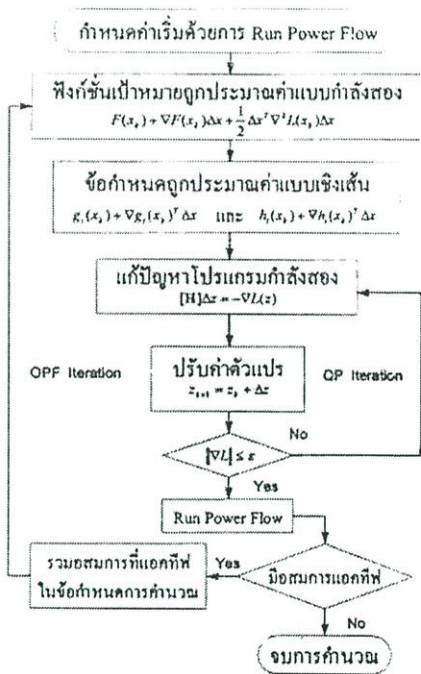 กำหนดค่าเริ่มด้วยการ Run Power Flow
ฟังก์ชั่นเป้าหมายถูกประมาณค่าแบบกำลังสอง
F(x_k) + ∇F(x_k)Δx + 1/2 Δx^T ∇²L(x_k)Δx
ข้อกำหนดถูกประมาณค่าแบบเชิงเส้น
g_i(x_k) + ∇g_i(x_k)^T Δx และ h_i(x_k) + ∇h_i(x_k)^T Δx
แก้ปัญหาโปรแกรมกำลังสอง
[H]Δz = -∇L(z)
OPF Iteration
ปรับค่าตัวแปร
z_{k+1} = z_k + Δz
QP Iteration
No
|∇L| ≤ ε
Yes
Run Power Flow
รวมอสมการที่แอคทีฟ
ในข้อกำหนดการคำนวณ
Yes
มีอสมการแอคทีฟ
No
จบการคำนวณ